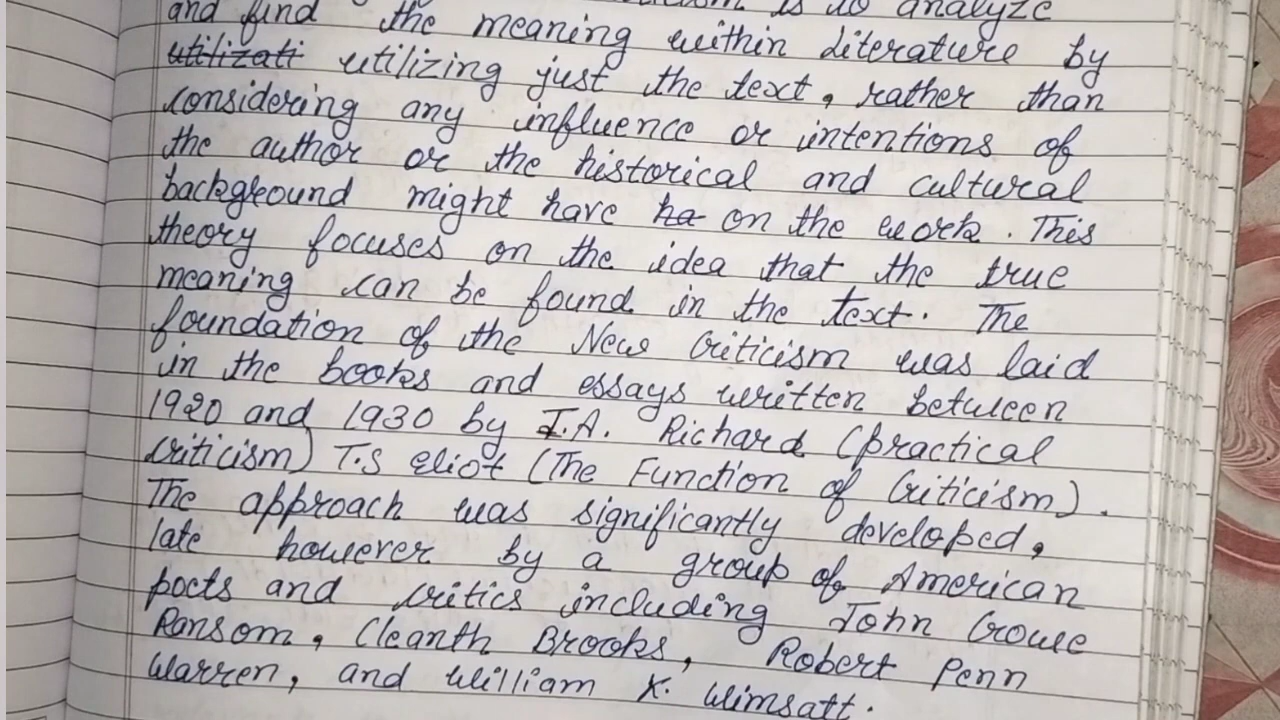 is to analyze
and find the meaning within literature by
utilizati utilizing just the text, rather than
considering any influence or intentions of
the author or the historical and cultural
background might have ha on the work. This
theory focuses on the idea that the true
meaning can be found in the text. The
foundation of the New Criticism was laid
in the books and essays written between
1920 and 1930 by I.A. Richard (practical
criticism) T.S Eliot (The Function of Criticism).
The approach was significantly developed,
late however by a group of American
poets and critics including John Crowe
Ransom, Cleanth Brooks, Robert Penn
Warren, and William K. Wimsatt.